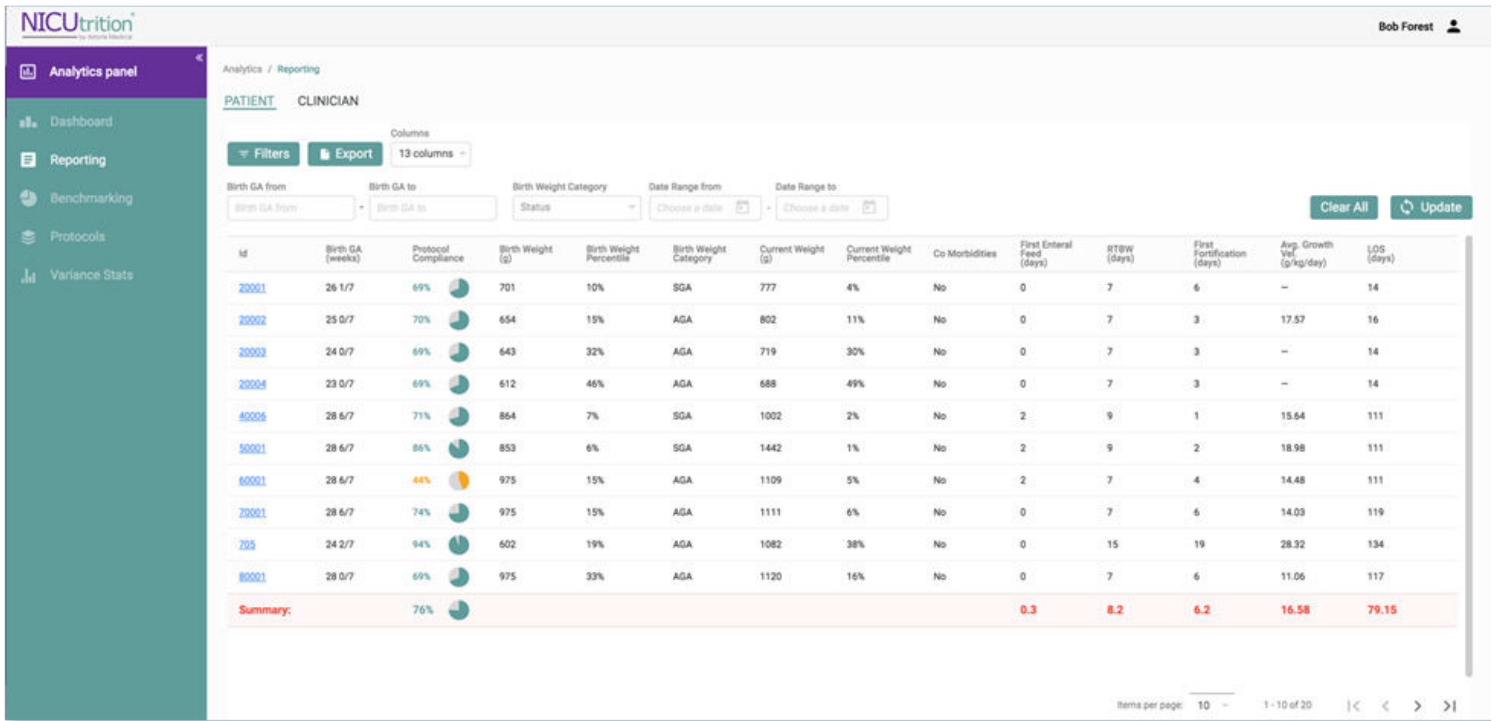 NICUtrition®
by Astarte Medical
Bob Forest
Analytics panel
«
Dashboard
Reporting
Benchmarking
Protocols
Variance Stats
Analytics / Reporting
PATIENT CLINICIAN
Columns
Filters Export 13 columns
Birth GA from Birth GA to Birth Weight Category Date Range from Date Range to
Birth GA from - Birth GA to Status Choose a date - Choose a date Clear All Update
Id Birth GA (weeks) Protocol Compliance Birth Weight (g) Birth Weight Percentile Birth Weight Category Current Weight (g) Current Weight Percentile Co Morbidities First Enteral Feed (days) RTBW (days) First Fortification (days) Avg. Growth Vel. (g/kg/day) LOS (days)
20001 26 1/7 69% 701 10% SGA 777 4% No 0 7 6 – 14
20002 25 0/7 70% 654 15% AGA 802 11% No 0 7 3 17.57 16
20003 24 0/7 69% 643 32% AGA 719 30% No 0 7 3 – 14
20004 23 0/7 69% 612 46% AGA 688 49% No 0 7 3 – 14
40006 28 6/7 71% 864 7% SGA 1002 2% No 2 9 1 15.64 111
50001 28 6/7 86% 853 6% SGA 1442 1% No 2 9 2 18.98 111
60001 28 6/7 44% 975 15% AGA 1109 5% No 2 7 4 14.48 111
70001 28 6/7 74% 975 15% AGA 1111 6% No 0 7 6 14.03 119
705 24 2/7 94% 602 19% AGA 1082 38% No 0 15 19 28.32 134
80001 28 0/7 69% 975 33% AGA 1120 16% No 0 7 6 11.06 117
Summary: 76% 0.3 8.2 6.2 16.58 79.15
Items per page: 10 1 - 10 of 20 |< < > >|